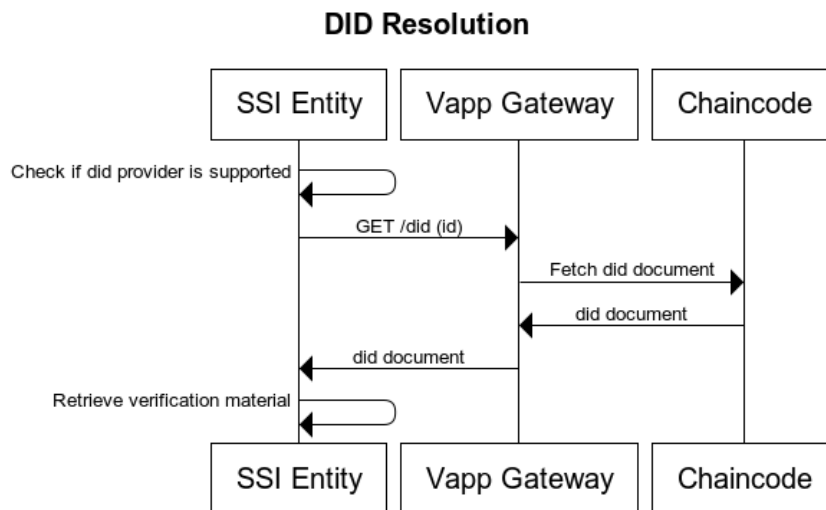 DID Resolution
SSI Entity
Vapp Gateway
Chaincode
Check if did provider is supported
GET /did (id)
Fetch did document
did document
did document
Retrieve verification material
SSI Entity
Vapp Gateway
Chaincode